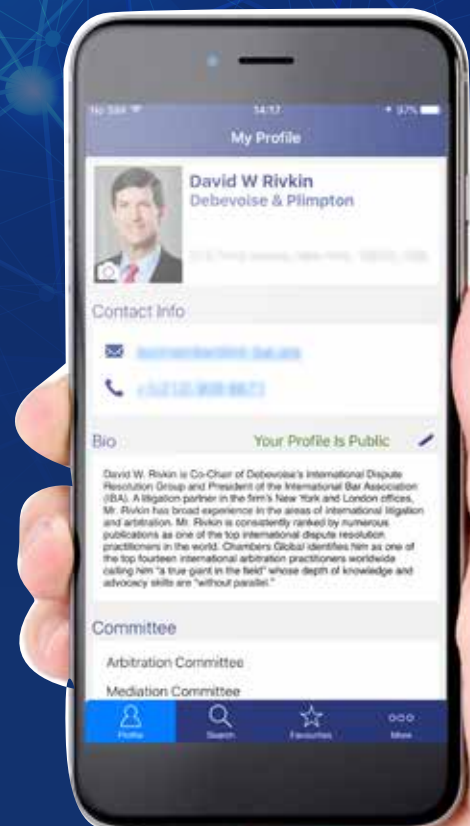 No SIM
14:17
97%
My Profile
David W Rivkin
Debevoise & Plimpton
Contact Info
Bio
Your Profile Is Public
David W. Rivkin is Co-Chair of Debevoise's International Dispute
Resolution Group and President of the International Bar Association
(IBA). A litigation partner in the firm's New York and London offices,
Mr. Rivkin has broad experience in the areas of international litigation
and arbitration. Mr. Rivkin is consistently ranked by numerous
publications as one of the top international dispute resolution
practitioners in the world. Chambers Global identifies him as one of
the top fourteen international arbitration practitioners worldwide
calling him "a true giant in the field" whose depth of knowledge and
advocacy skills are "without parallel."
Committee
Arbitration Committee
Mediation Committee
Profile
Search
Favourites
More